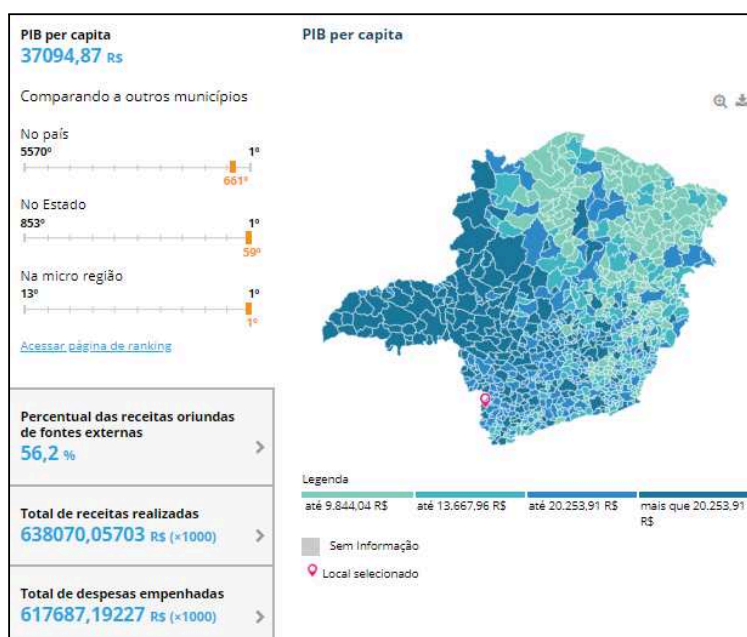 PIB per capita
37094,87 R$
Comparando a outros municípios
No país
5570º 1º
661º
No Estado
853º 1º
59º
Na micro região
13º 1º
1º
Acessar página de ranking
Percentual das receitas oriundas
de fontes externas
56,2 %
Total de receitas realizadas
638070,05703 R$ (×1000)
Total de despesas empenhadas
617687,19227 R$ (×1000)
PIB per capita
Legenda
até 9.844,04 R$ até 13.667,96 R$ até 20.253,91 R$ mais que 20.253,91
R$
Sem Informação
Local selecionado